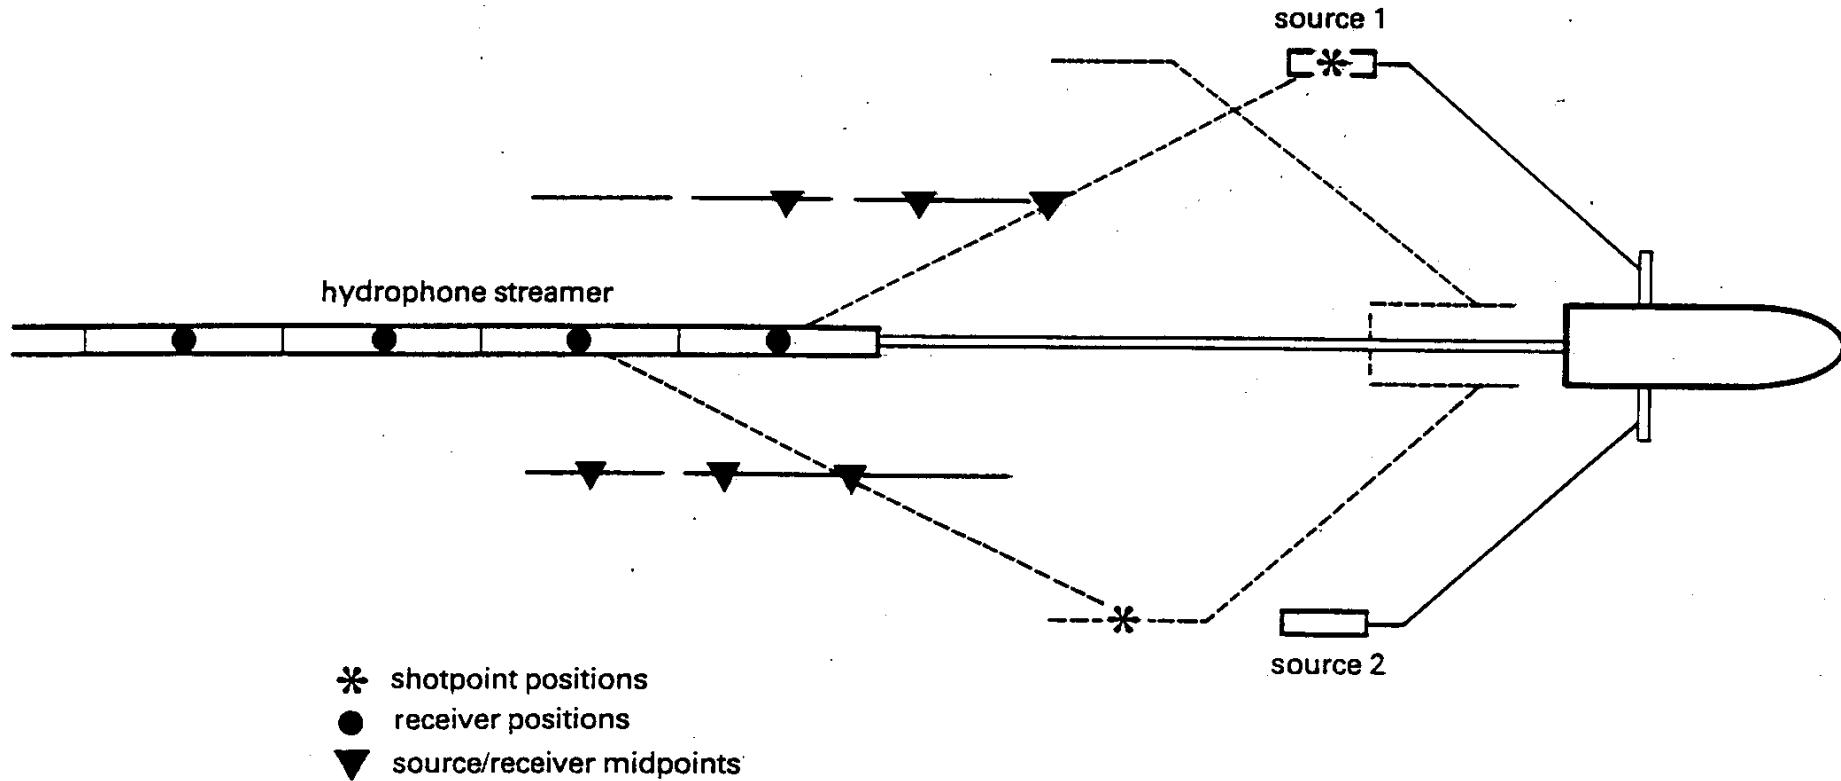 source 1
hydrophone streamer
source 2
shotpoint positions
receiver positions
source/receiver midpoints